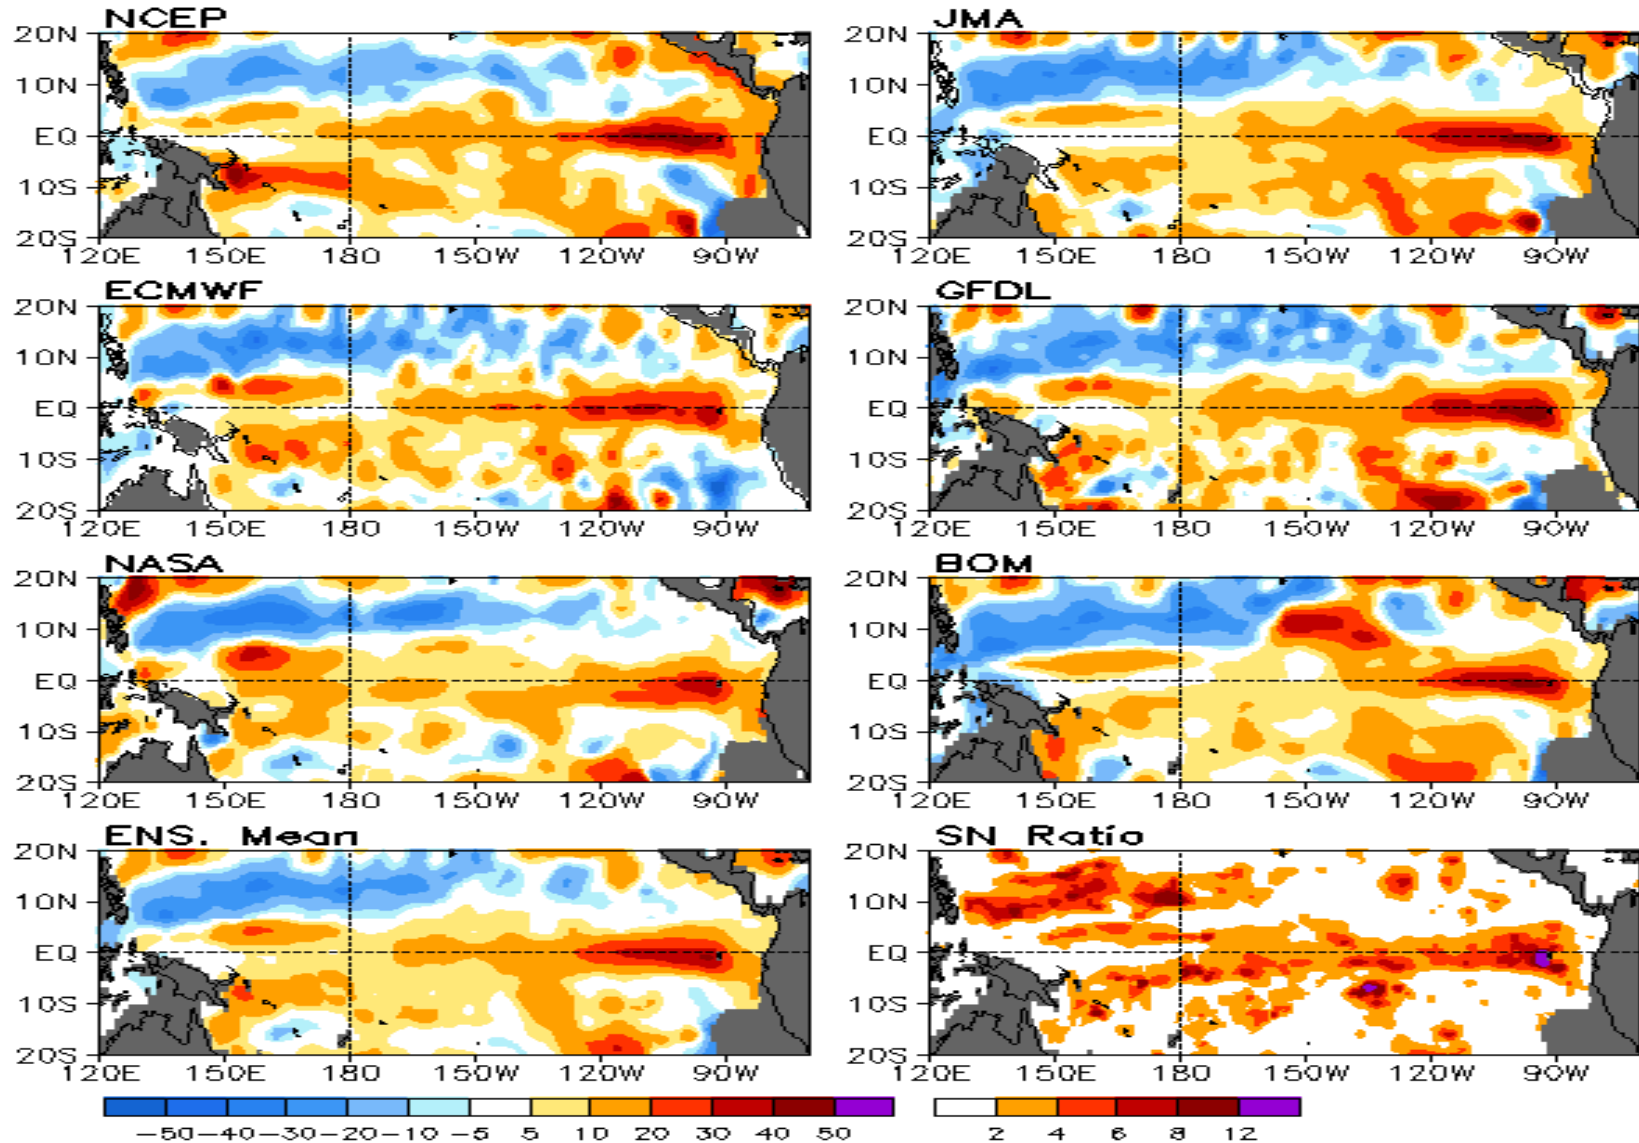 NCEP JMA
20N 20N
10N 10N
EQ EQ
10S 10S
20S 20S
120E 150E 180 150W 120W 90W 120E 150E 180 150W 120W 90W
ECMWF GFDL
20N 20N
10N 10N
EQ EQ
10S 10S
20S 20S
120E 150E 180 150W 120W 90W 120E 150E 180 150W 120W 90W
NASA BOM
20N 20N
10N 10N
EQ EQ
10S 10S
20S 20S
120E 150E 180 150W 120W 90W 120E 150E 180 150W 120W 90W
ENS. Mean SN Ratio
20N 20N
10N 10N
EQ EQ
10S 10S
20S 20S
120E 150E 180 150W 120W 90W 120E 150E 180 150W 120W 90W
-50 -40 -30 -20 -10 -5 5 10 20 30 40 50 2 4 6 8 12